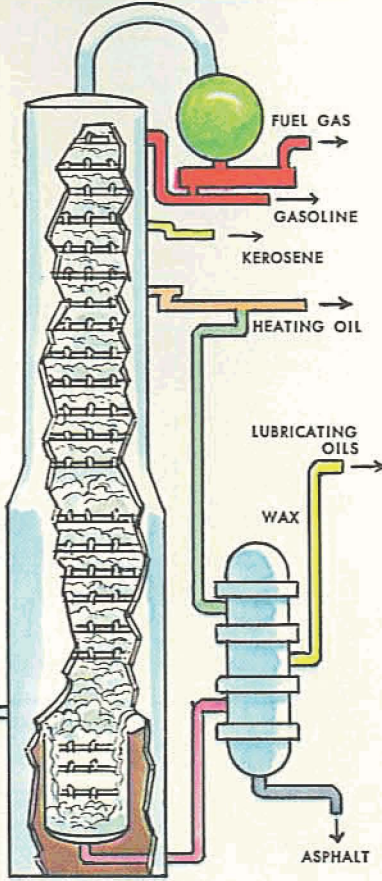 FUEL GAS
GASOLINE
KEROSENE
HEATING OIL
LUBRICATING
OILS
WAX
ASPHALT